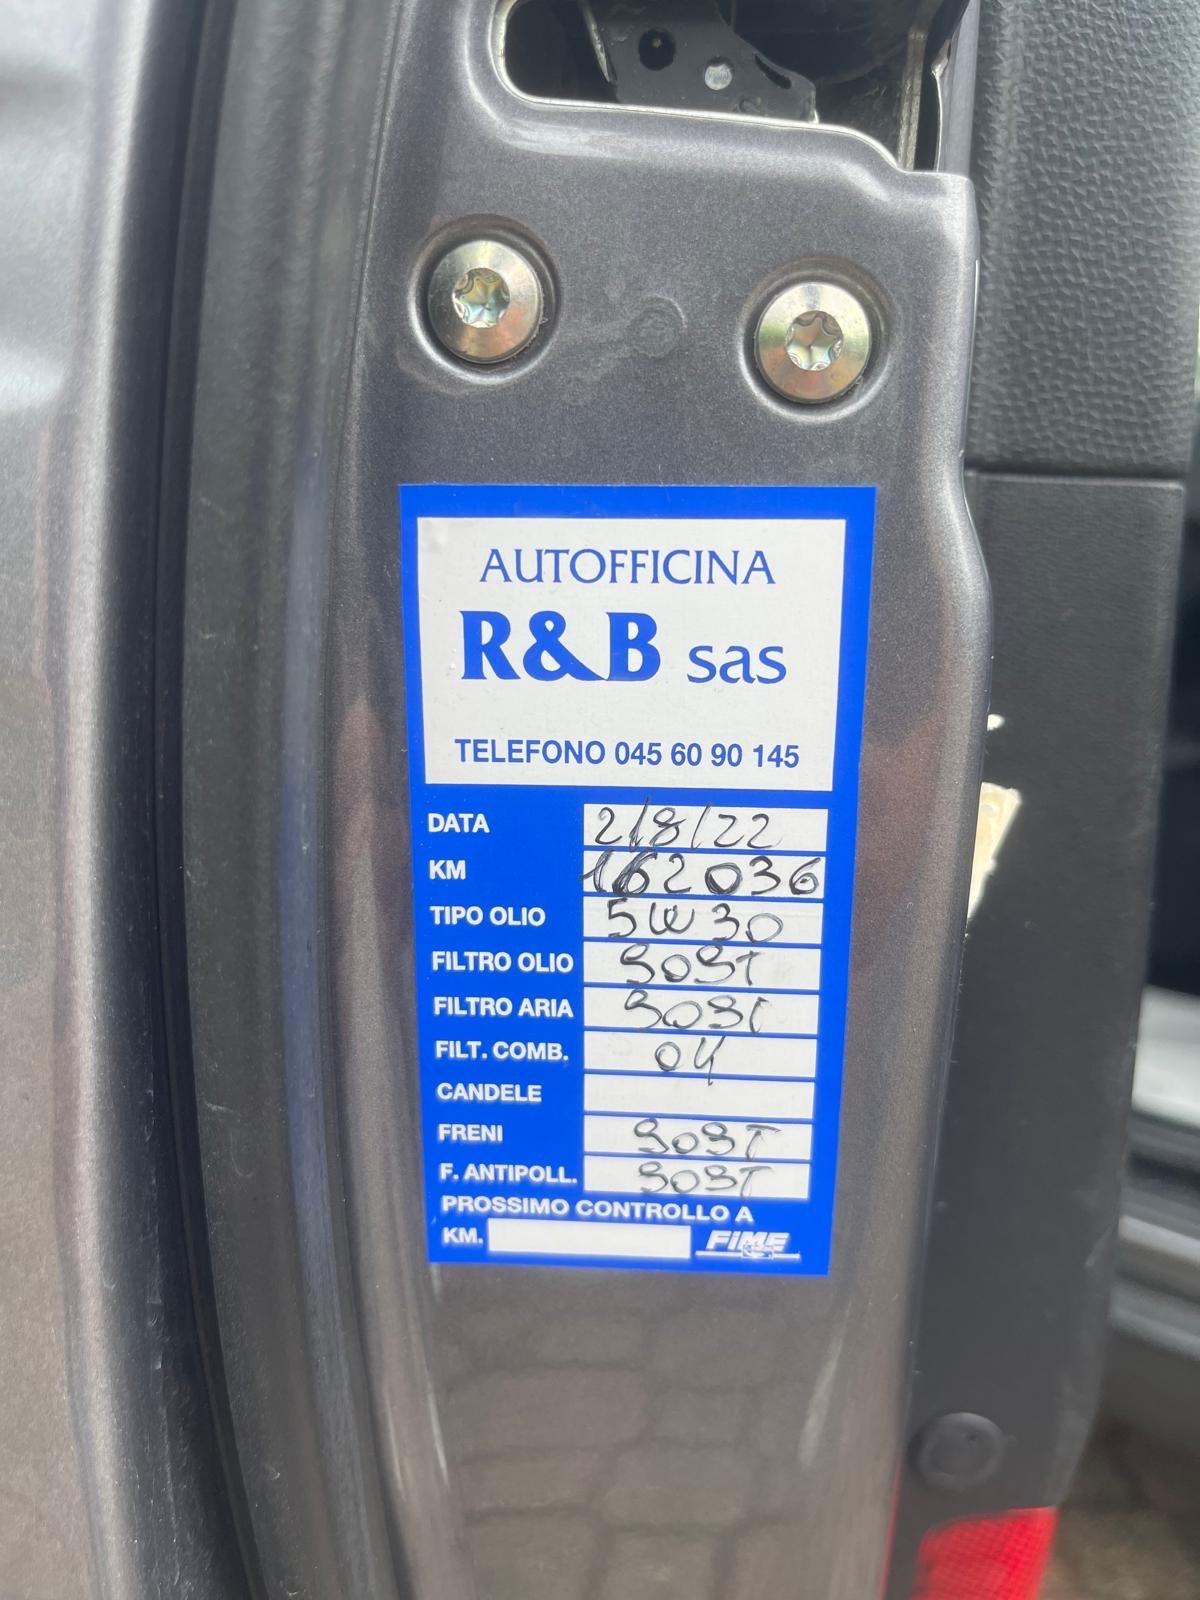 AUTOFFICINA
R&B sas
TELEFONO 045 60 90 145
DATA 2/8/22
KM 162036
TIPO OLIO 5W30
FILTRO OLIO SOST
FILTRO ARIA SOST
FILT. COMB. OK
CANDELE
FRENI SOST
F. ANTIPOLL. SOST
PROSSIMO CONTROLLO A
KM. FIME